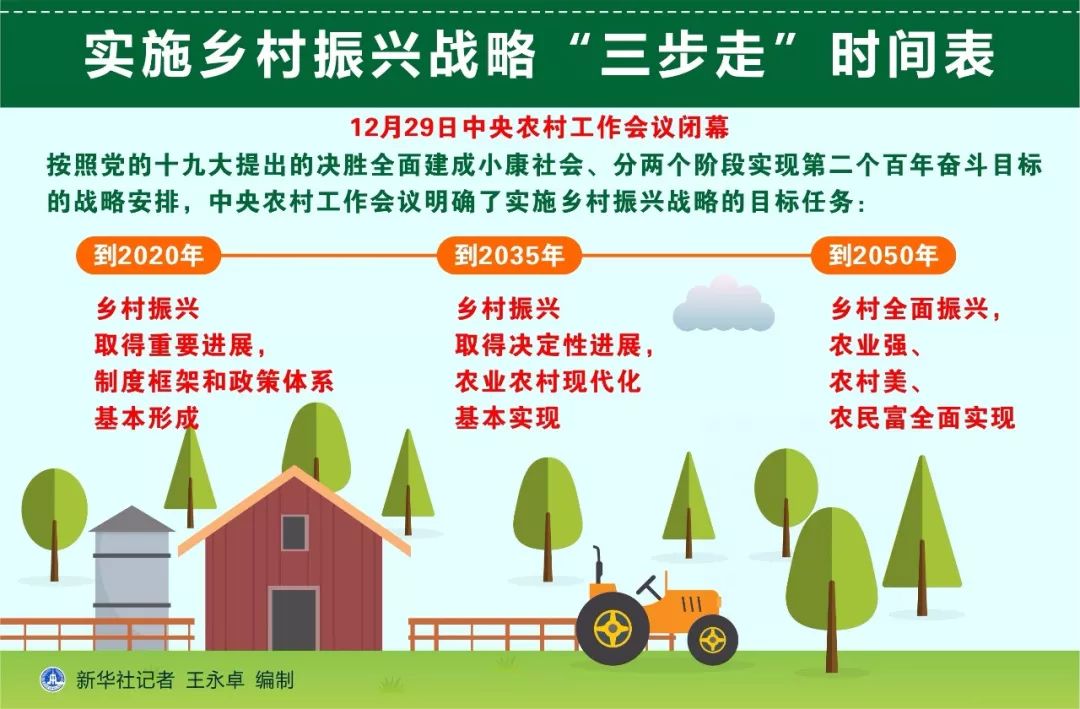 实施乡村振兴战略“三步走”时间表
12月29日中央农村工作会议闭幕
按照党的十九大提出的决胜全面建成小康社会、分两个阶段实现第二个百年奋斗目标
的战略安排，中央农村工作会议明确了实施乡村振兴战略的目标任务：
到2020年
乡村振兴
取得重要进展，
制度框架和政策体系
基本形成
到2035年
乡村振兴
取得决定性进展，
农业农村现代化
基本实现
到2050年
乡村全面振兴，
农业强、
农村美、
农民富全面实现
新华社记者 王永卓 编制